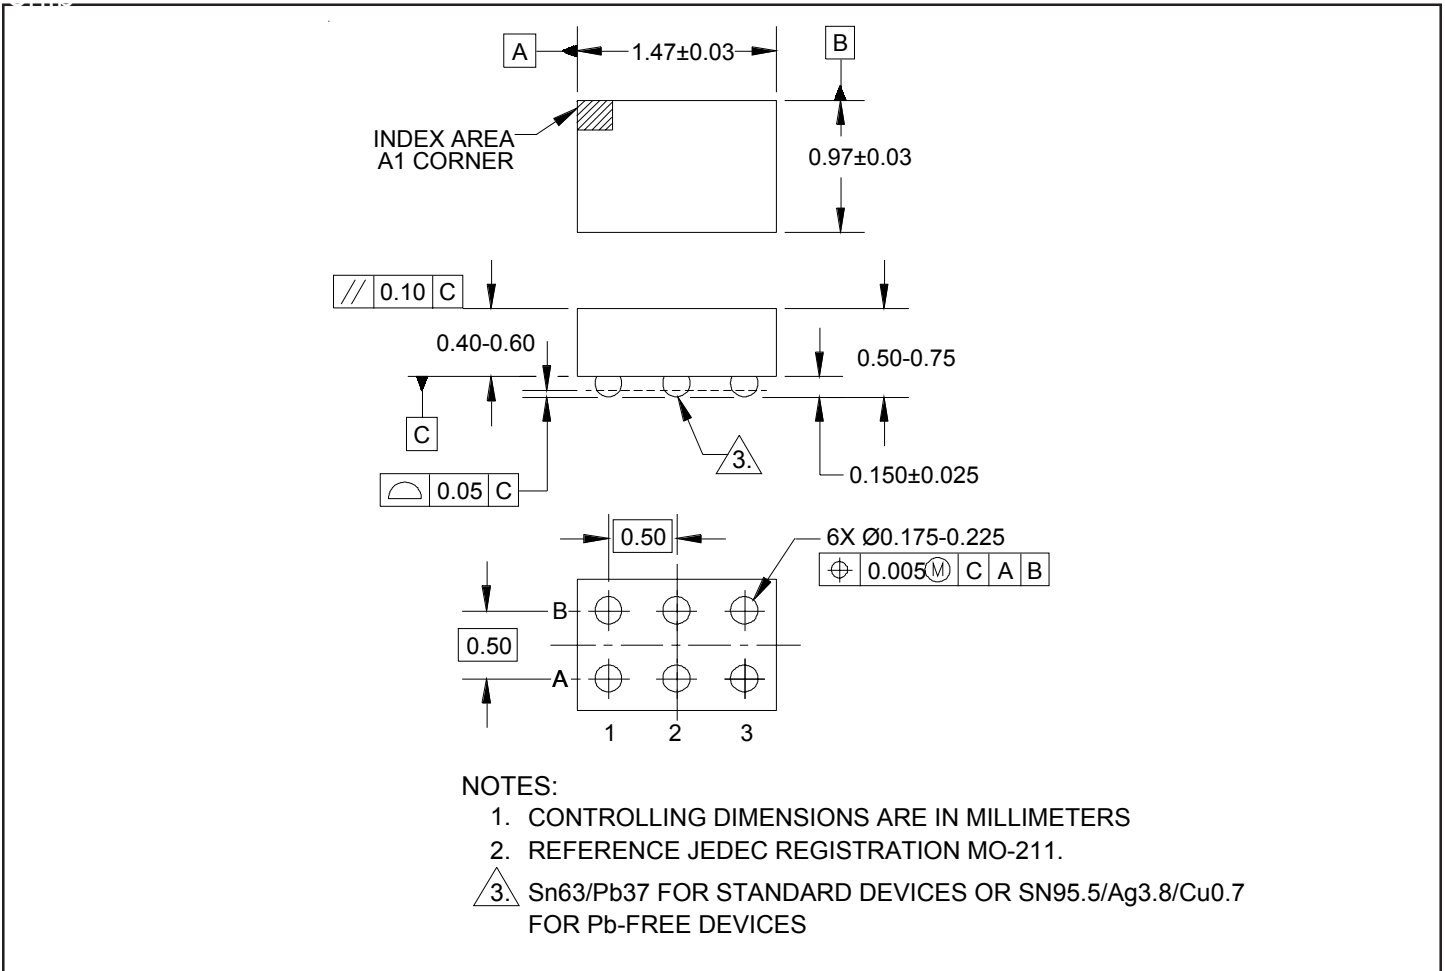 A
1.47±0.03
B
INDEX AREA
A1 CORNER
0.97±0.03
// 0.10 C
0.40-0.60
0.50-0.75
C
3.
0.05 C
0.150±0.025
0.50
6X Ø0.175-0.225
⌖ 0.005Ⓜ C A B
B
0.50
A
1 2 3
NOTES:
1. CONTROLLING DIMENSIONS ARE IN MILLIMETERS
2. REFERENCE JEDEC REGISTRATION MO-211.
3. Sn63/Pb37 FOR STANDARD DEVICES OR SN95.5/Ag3.8/Cu0.7
FOR Pb-FREE DEVICES